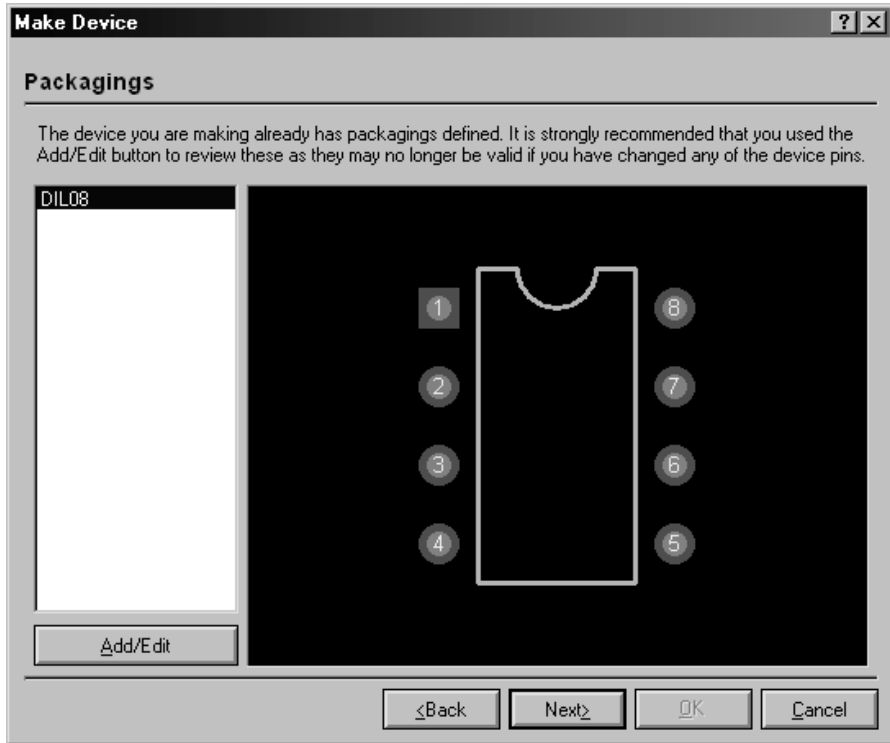 Make Device
? ×
Packagings
The device you are making already has packagings defined. It is strongly recommended that you used the
Add/Edit button to review these as they may no longer be valid if you have changed any of the device pins.
DIL08
1 8
2 7
3 6
4 5
Add/Edit
<Back Next> OK Cancel